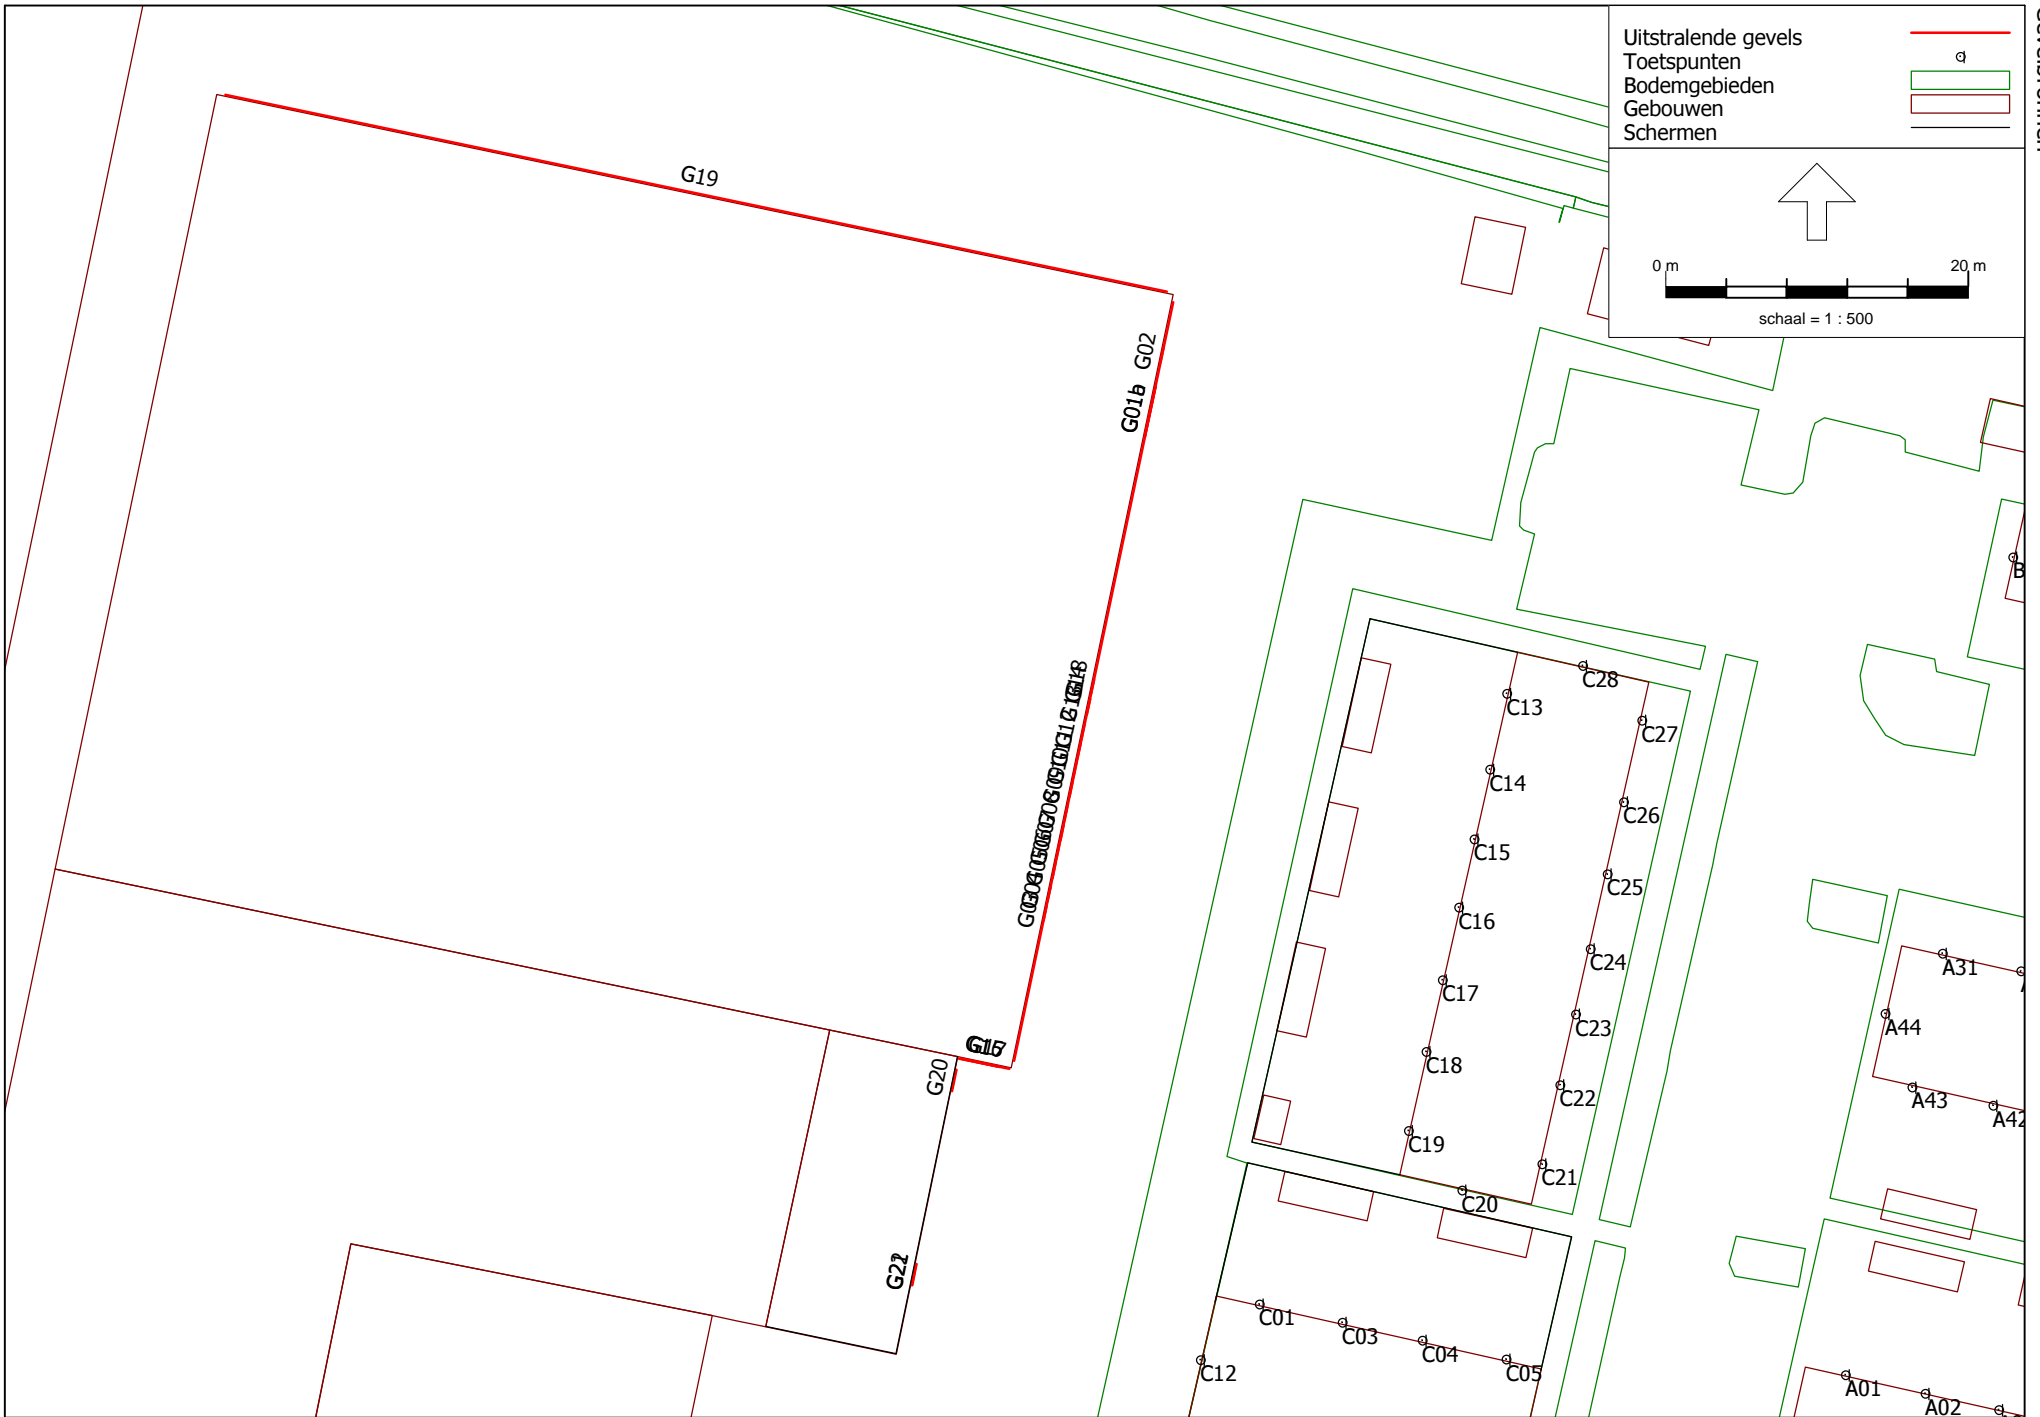 Uitstralende gevels
Toetspunten
Bodemgebieden
Gebouwen
Schermen
0 m 20 m
schaal = 1 : 500
G19
G02
C28
C13
C27
C14
C26
C15
C25
C16
C24
A31
C17
C23
A44
G20
C18
C22
A43
A42
C19
C21
C20
C01
C03
C04
C05
C12
A01
A02
B